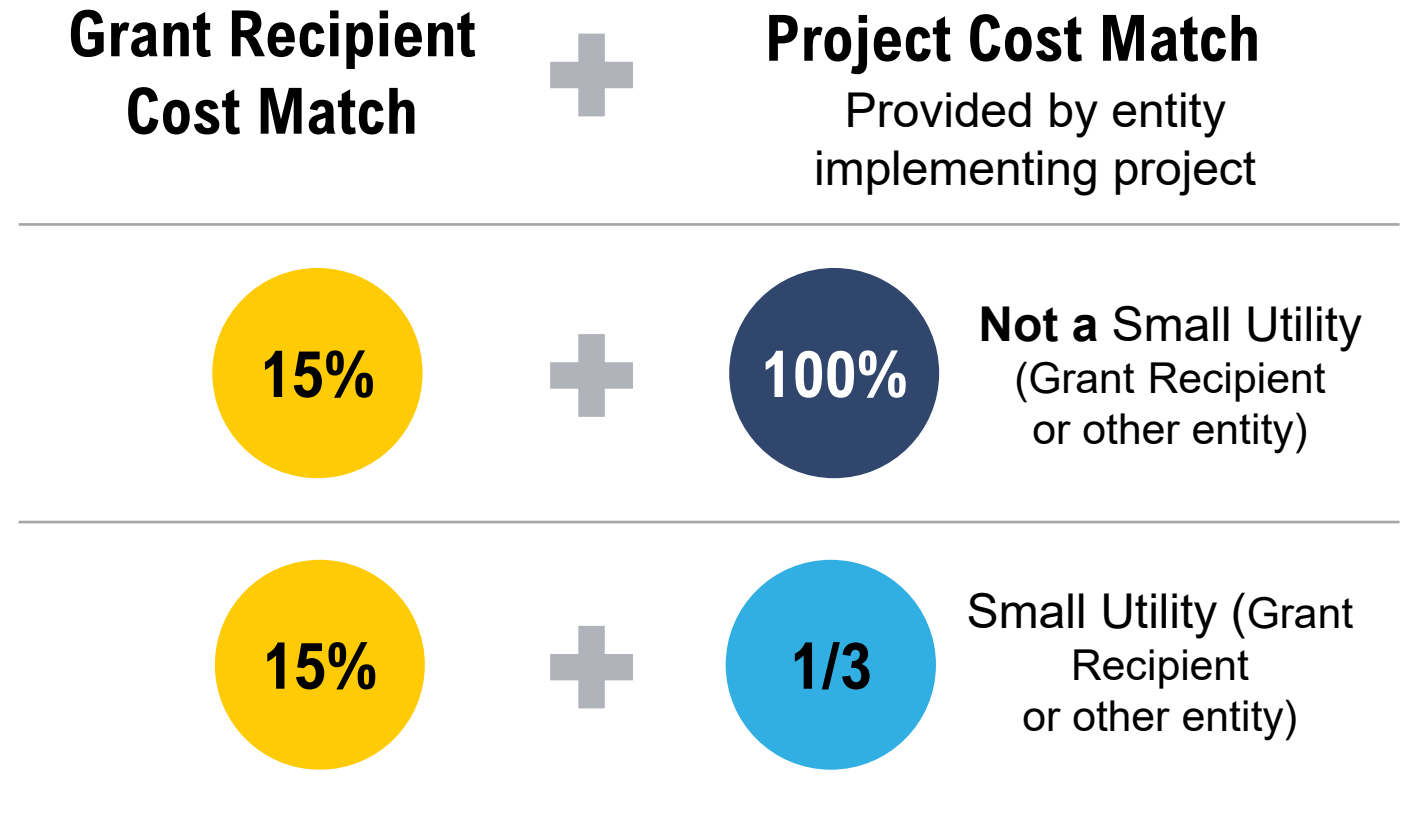 Grant Recipient
Cost Match
Project Cost Match
Provided by entity
implementing project
15%
100%
Not a Small Utility
(Grant Recipient
or other entity)
15%
1/3
Small Utility (Grant
Recipient
or other entity)